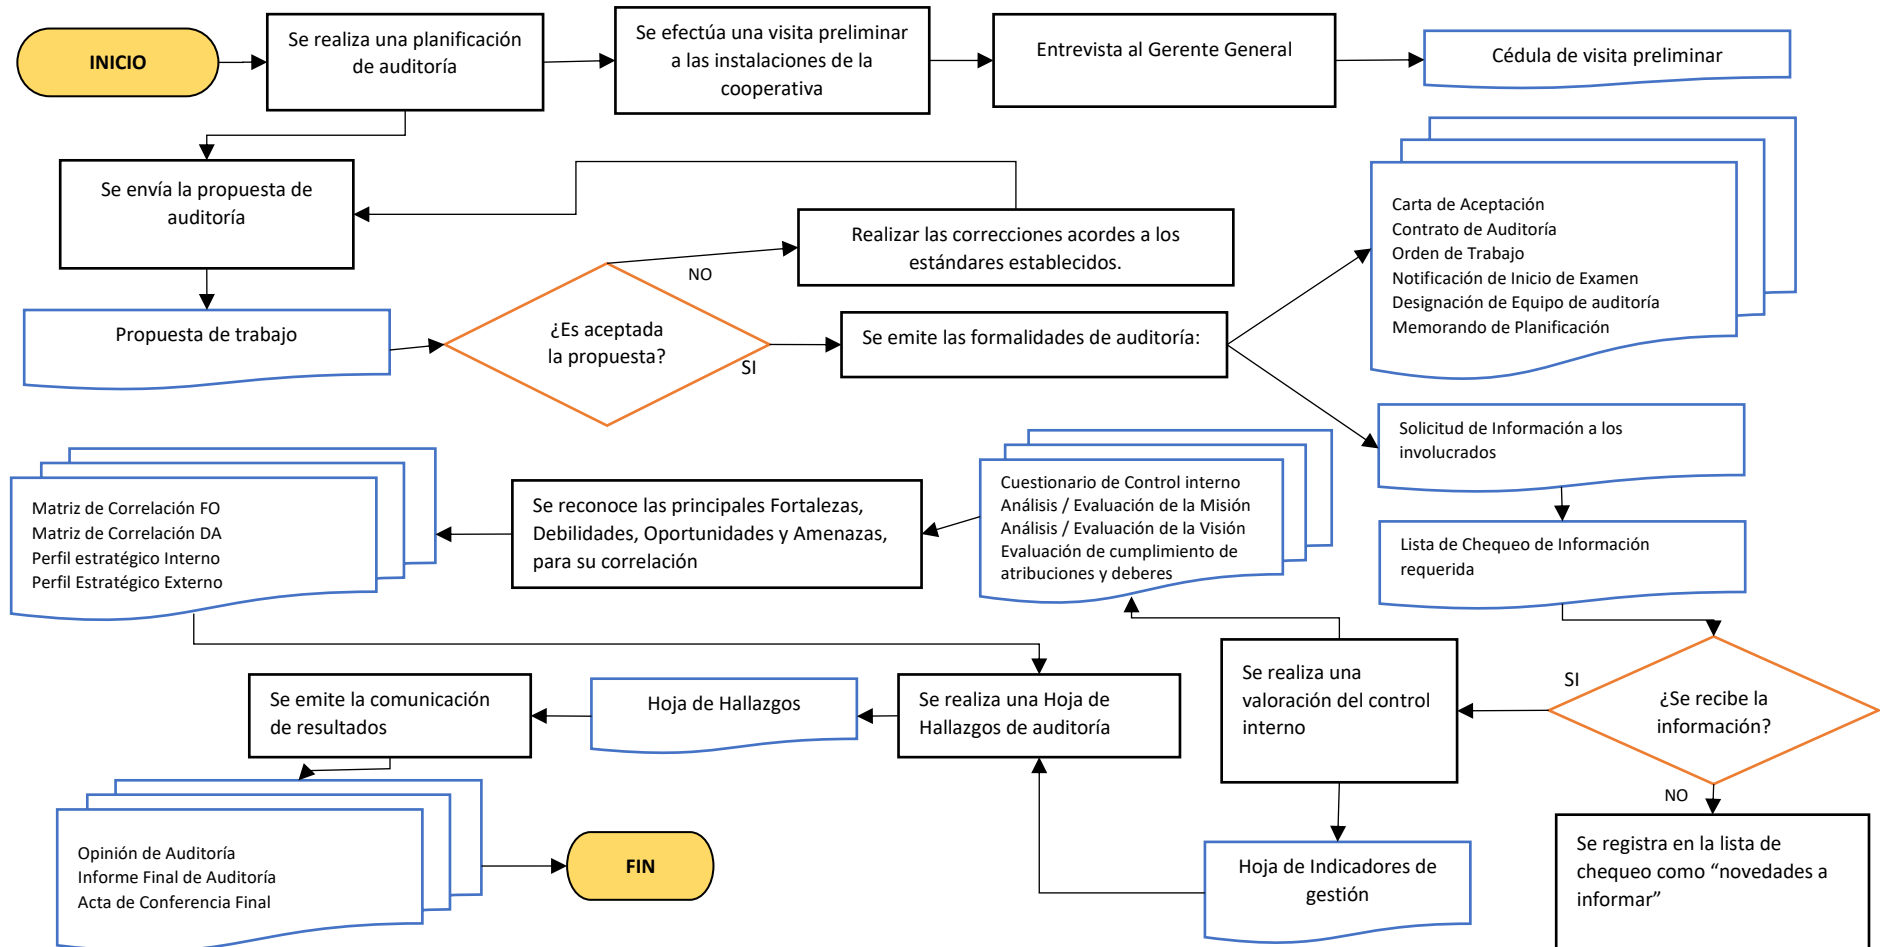 INICIO
Se realiza una planificación
de auditoría
Se efectúa una visita preliminar
a las instalaciones de la
cooperativa
Entrevista al Gerente General
Cédula de visita preliminar
Se envía la propuesta de
auditoría
Realizar las correcciones acordes a los
estándares establecidos.
NO
Carta de Aceptación
Contrato de Auditoría
Orden de Trabajo
Notificación de Inicio de Examen
Designación de Equipo de auditoría
Memorando de Planificación
Propuesta de trabajo
¿Es aceptada
la propuesta?
SI
Se emite las formalidades de auditoría:
Solicitud de Información a los
involucrados
Matriz de Correlación FO
Matriz de Correlación DA
Perfil estratégico Interno
Perfil Estratégico Externo
Se reconoce las principales Fortalezas,
Debilidades, Oportunidades y Amenazas,
para su correlación
Cuestionario de Control interno
Análisis / Evaluación de la Misión
Análisis / Evaluación de la Visión
Evaluación de cumplimiento de
atribuciones y deberes
Lista de Chequeo de Información
requerida
Se emite la comunicación
de resultados
Hoja de Hallazgos
Se realiza una Hoja de
Hallazgos de auditoría
Se realiza una
valoración del control
interno
SI
¿Se recibe la
información?
NO
Opinión de Auditoría
Informe Final de Auditoría
Acta de Conferencia Final
FIN
Hoja de Indicadores de
gestión
Se registra en la lista de
chequeo como “novedades a
informar”